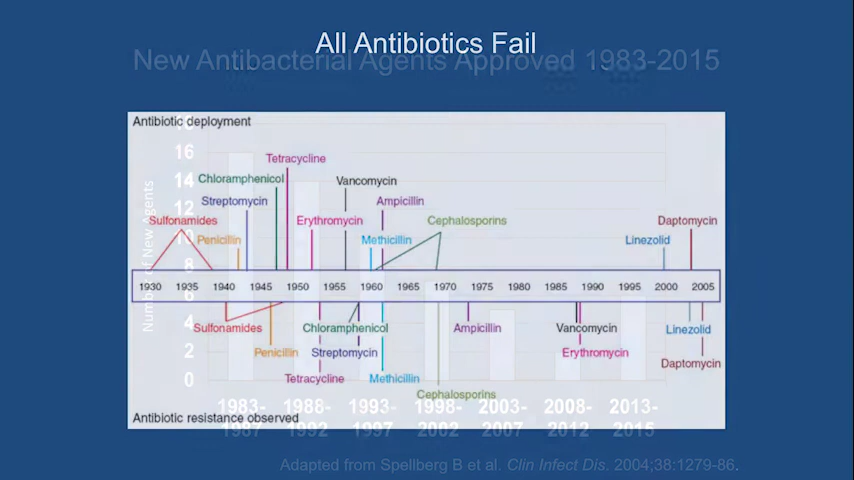 All Antibiotics Fail
New Antibacterial Agents Approved 1983-2015
Antibiotic deployment
18
16
Tetracycline
Chloramphenicol
14
Vancomycin
Streptomycin
Ampicillin
12
Sulfonamides
Erythromycin
Cephalosporins
Daptomycin
Penicillin
10
Methicillin
Linezolid
8
1930 1935 1940 1945 1950 1955 1960 1965 1970 1975 1980 1985 1990 1995 2000 2005
6
4
Sulfonamides
Chloramphenicol
Ampicillin
Vancomycin
Linezolid
Penicillin
2
Streptomycin
Erythromycin
Daptomycin
Tetracycline
Methicillin
0
Cephalosporins
Number of New Agents
1983-1987
1988-1992
1993-1997
1998-2002
2003-2007
2008-2012
2013-2015
Antibiotic resistance observed
Adapted from Spellberg B et al. Clin Infect Dis. 2004;38:1279-86.